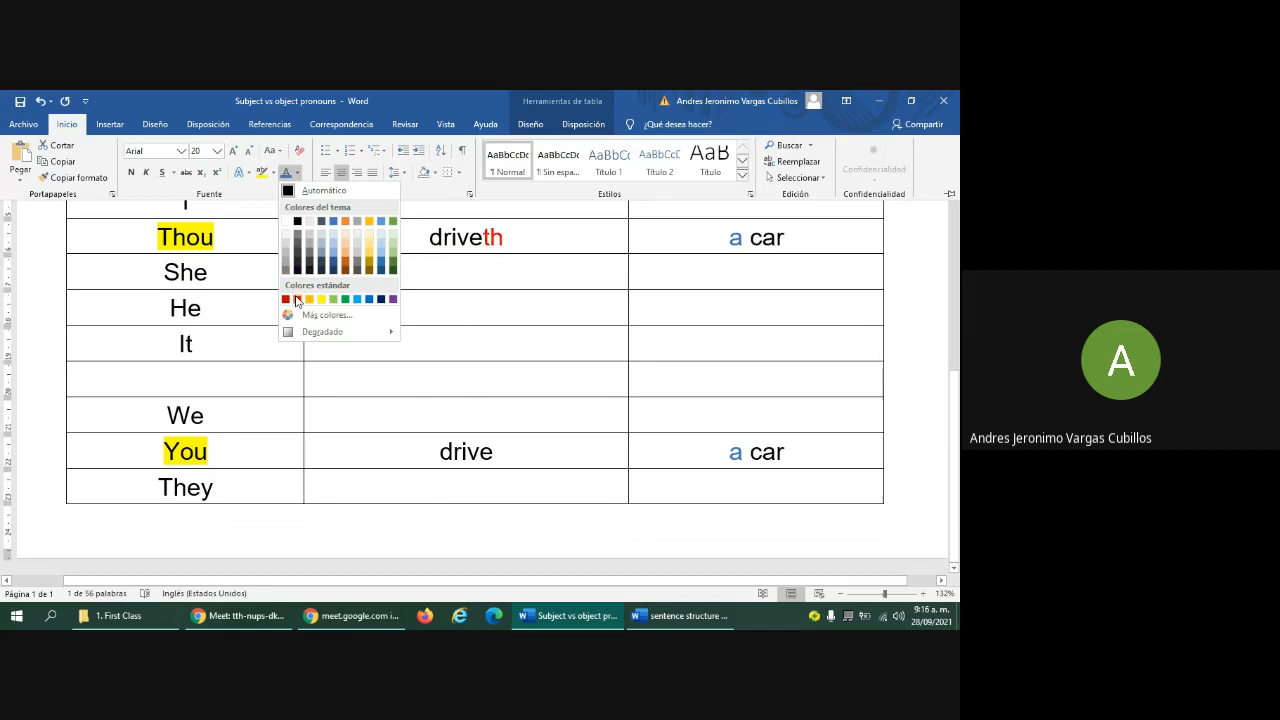 Subject vs object pronouns - Word
Herramientas de tabla
Andres Jeronimo Vargas Cubillos
Archivo Inicio Insertar Diseño Disposición Referencias Correspondencia Revisar Vista Ayuda Diseño Disposición ¿Qué desea hacer? Compartir
Pegar
Cortar
Copiar
Copiar formato
Portapapeles
Arial 20
Fuente
Párrafo
AaBbCcDc AaBbCcDc AaBbCc AaBbCcC AaB
¶ Normal ¶ Sin espa... Título 1 Título 2 Título
Estilos
Buscar
Reemplazar
Seleccionar
Edición
Confidencialidad
Confidencialidad
Automático
Colores del tema
Colores estándar
Más colores...
Degradado
I
Thou driveth a car
She
He
It
We
You drive a car
They
Página 1 de 1 1 de 56 palabras Inglés (Estados Unidos) 132%
1. First Class Meet: tth-nups-dk... meet.google.com i... Subject vs object pr... sentence structure ...
9:16 a. m.
28/09/2021
A
Andres Jeronimo Vargas Cubillos